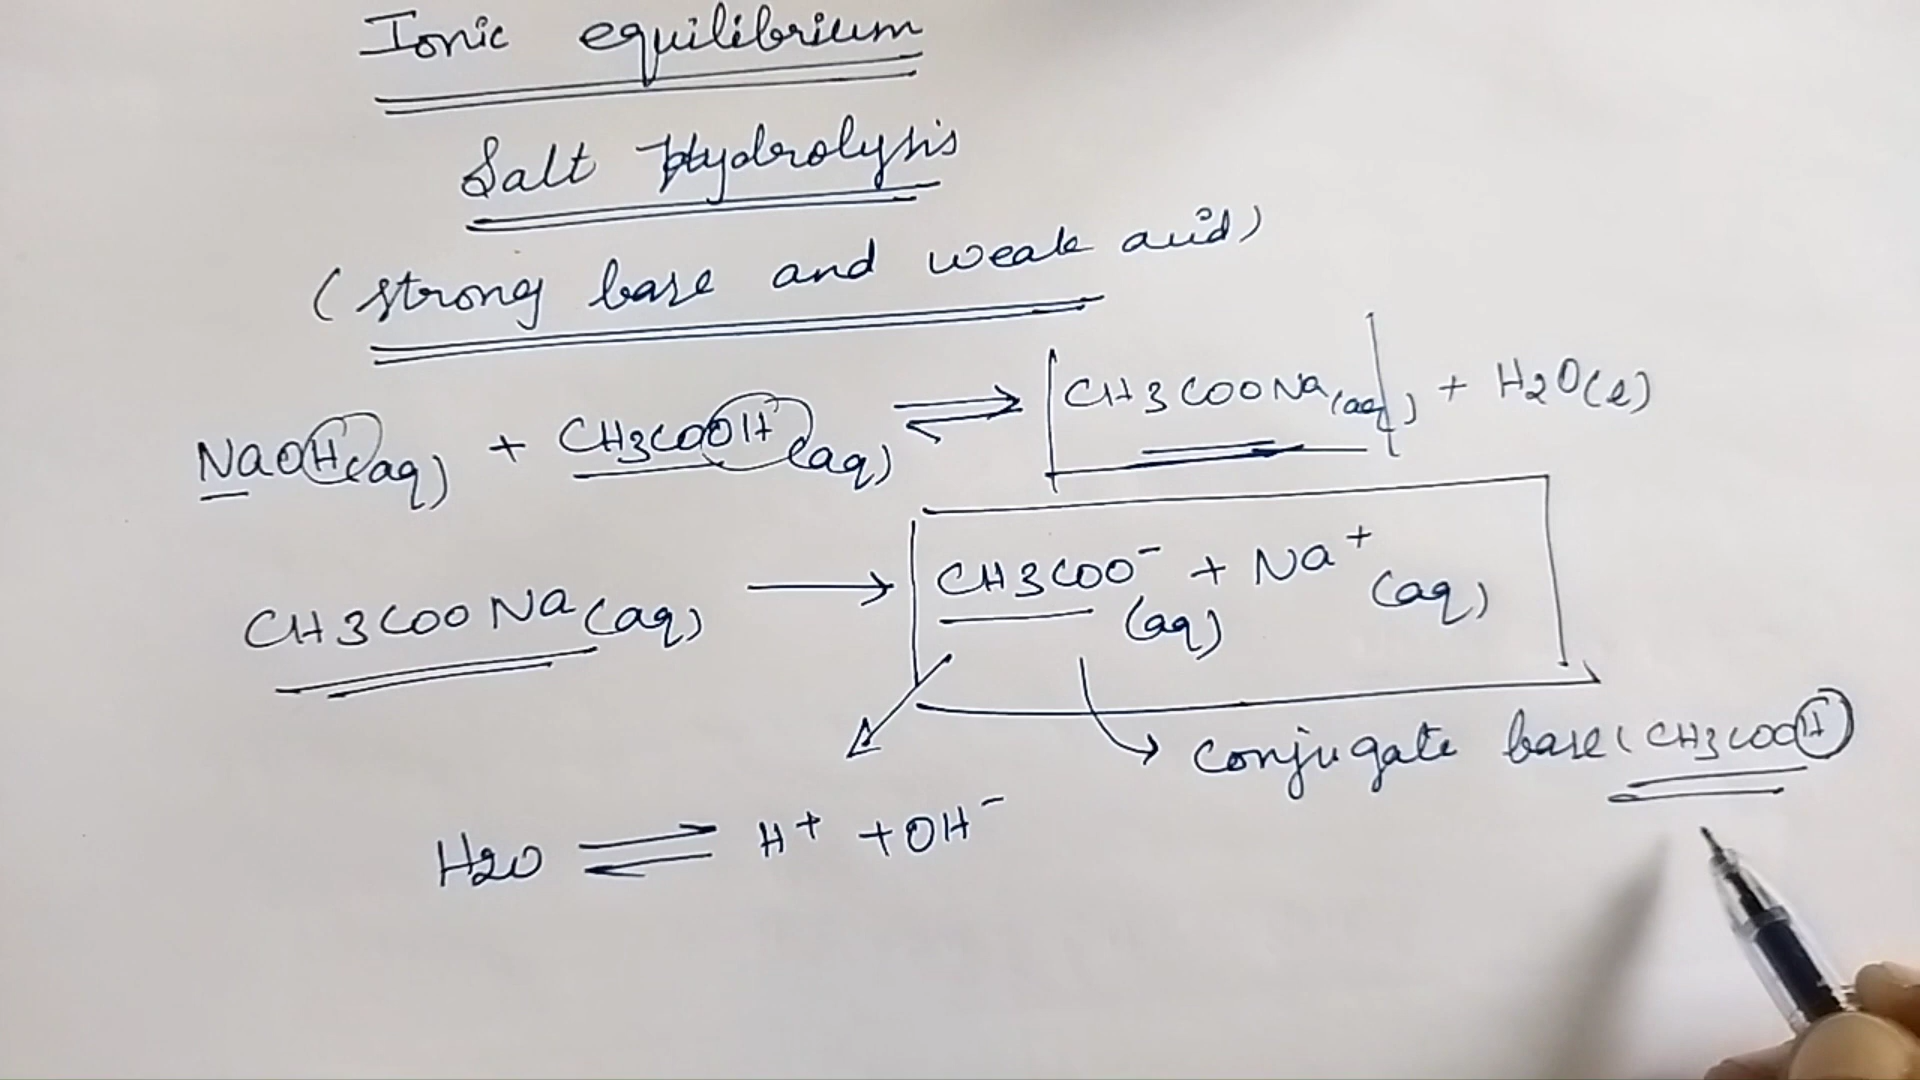 Ionic equilibrium
Salt Hydrolysis
(strong base and weak acid)
NaOH(aq) + CH3COOH(aq) ⇌ CH3COONa(aq) + H2O(l)
CH3COONa(aq) → CH3COO⁻(aq) + Na⁺(aq)
conjugate base (CH3COOH)
H2O ⇌ H⁺ + OH⁻